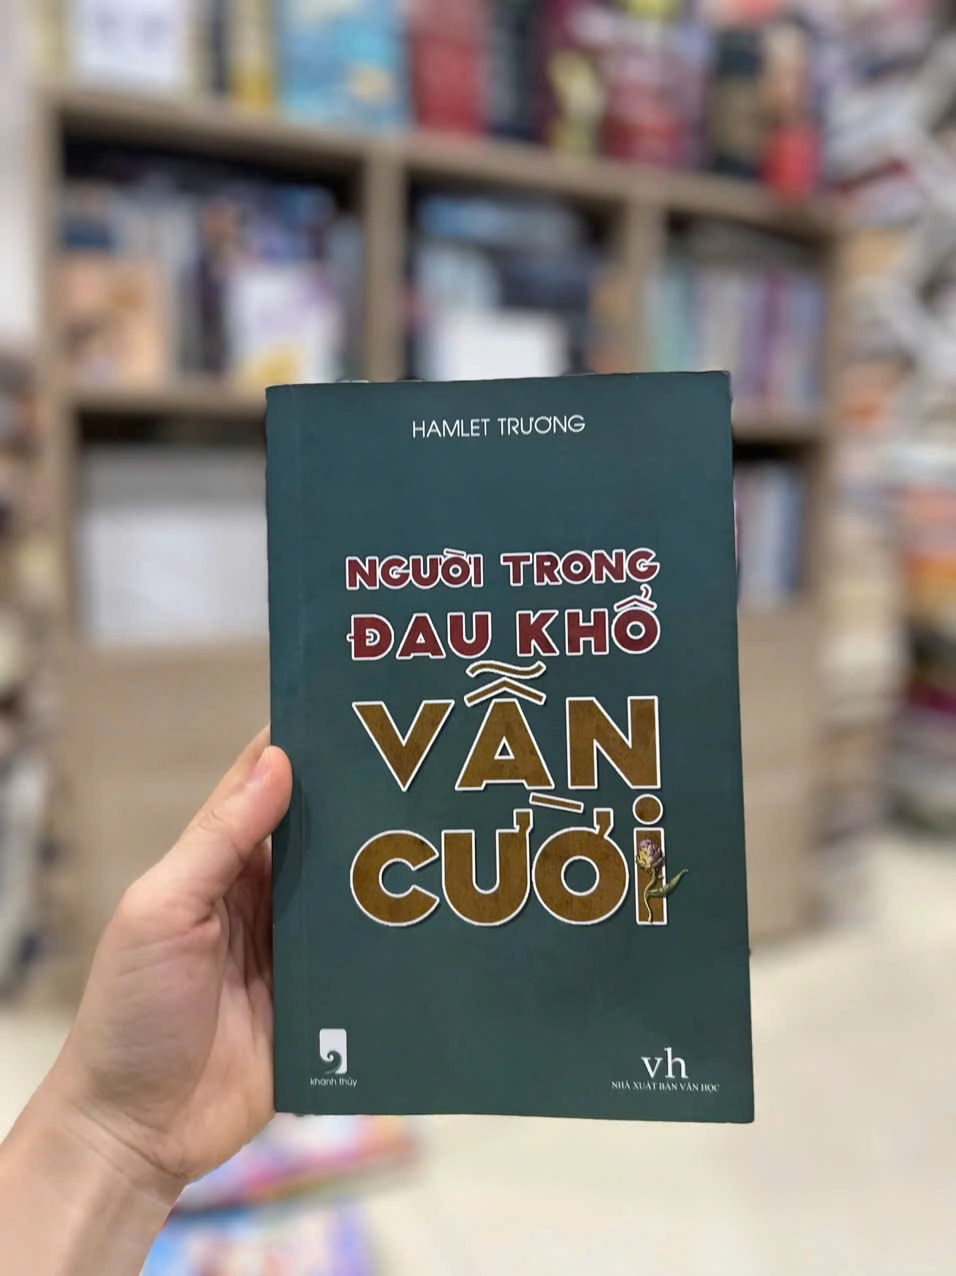 HAMLET TRƯƠNG
NGƯỜI TRONG
ĐAU KHỔ
VẪN
CƯỜI
khánh thủy
vh
NHÀ XUẤT BẢN VĂN HỌC